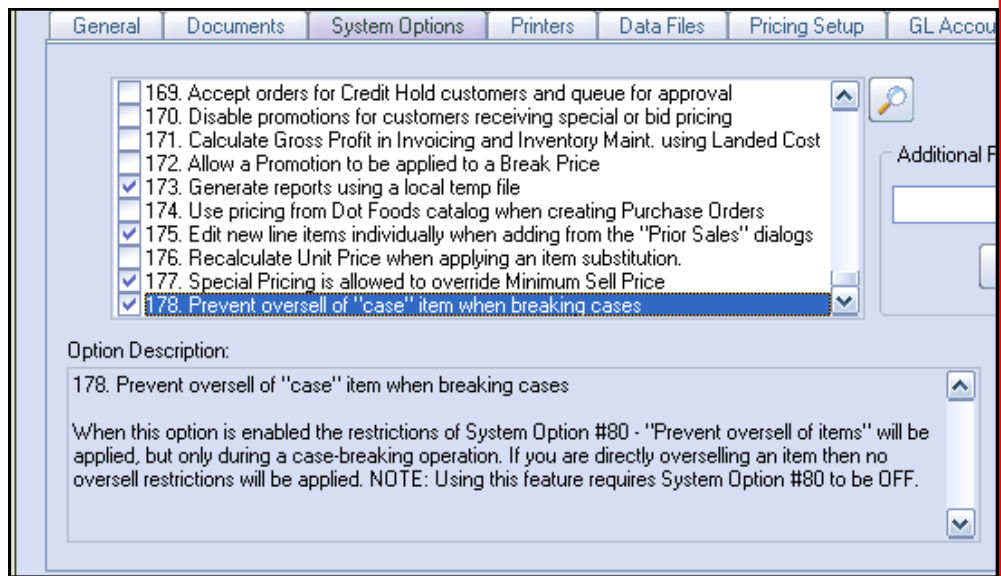 General Documents System Options Printers Data Files Pricing Setup GL
169. Accept orders for Credit Hold customers and queue for approval
170. Disable promotions for customers receiving special or bid pricing
171. Calculate Gross Profit in Invoicing and Inventory Maint. using Landed Cost
172. Allow a Promotion to be applied to a Break Price
173. Generate reports using a local temp file
174. Use pricing from Dot Foods catalog when creating Purchase Orders
175. Edit new line items individually when adding from the "Prior Sales" dialogs
176. Recalculate Unit Price when applying an item substitution.
177. Special Pricing is allowed to override Minimum Sell Price
178. Prevent oversell of "case" item when breaking cases
Additional
Option Description:
178. Prevent oversell of "case" item when breaking cases
When this option is enabled the restrictions of System Option #80 - "Prevent oversell of items" will be
applied, but only during a case-breaking operation. If you are directly overselling an item then no
oversell restrictions will be applied. NOTE: Using this feature requires System Option #80 to be OFF.